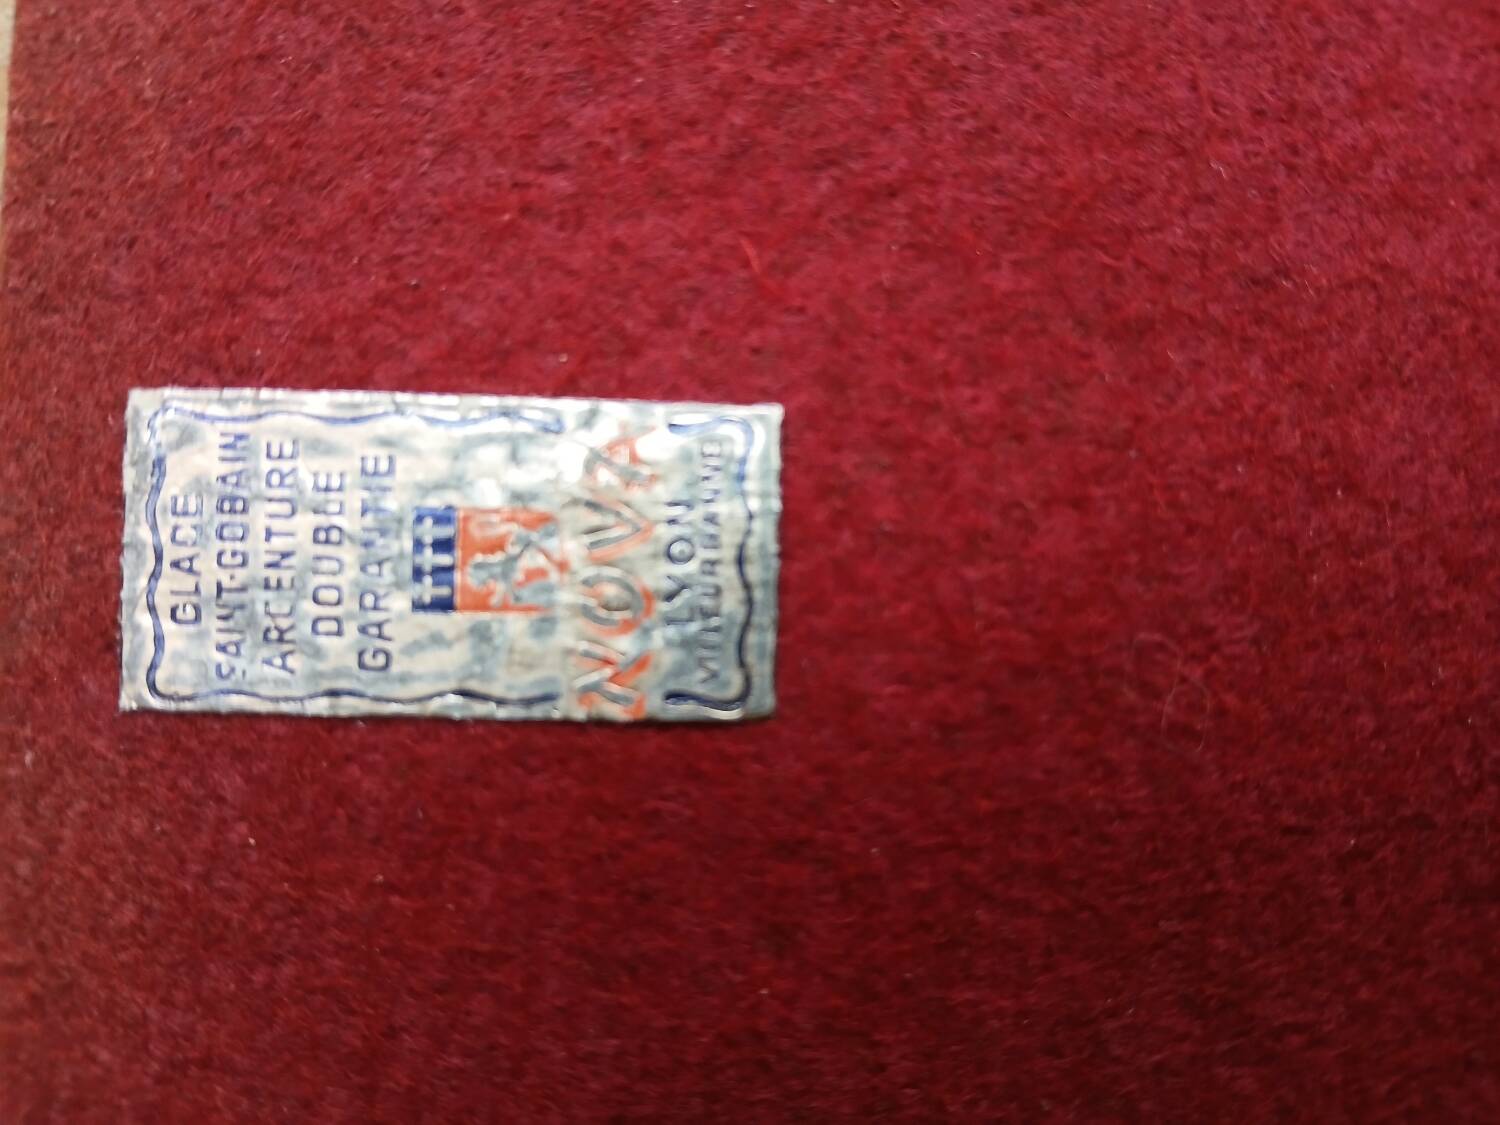 GLACE
SAINT-GOBAIN
ARGENTURE
DOUBLE
GARANTIE
NOVA
LYON
VILLEURBANNE